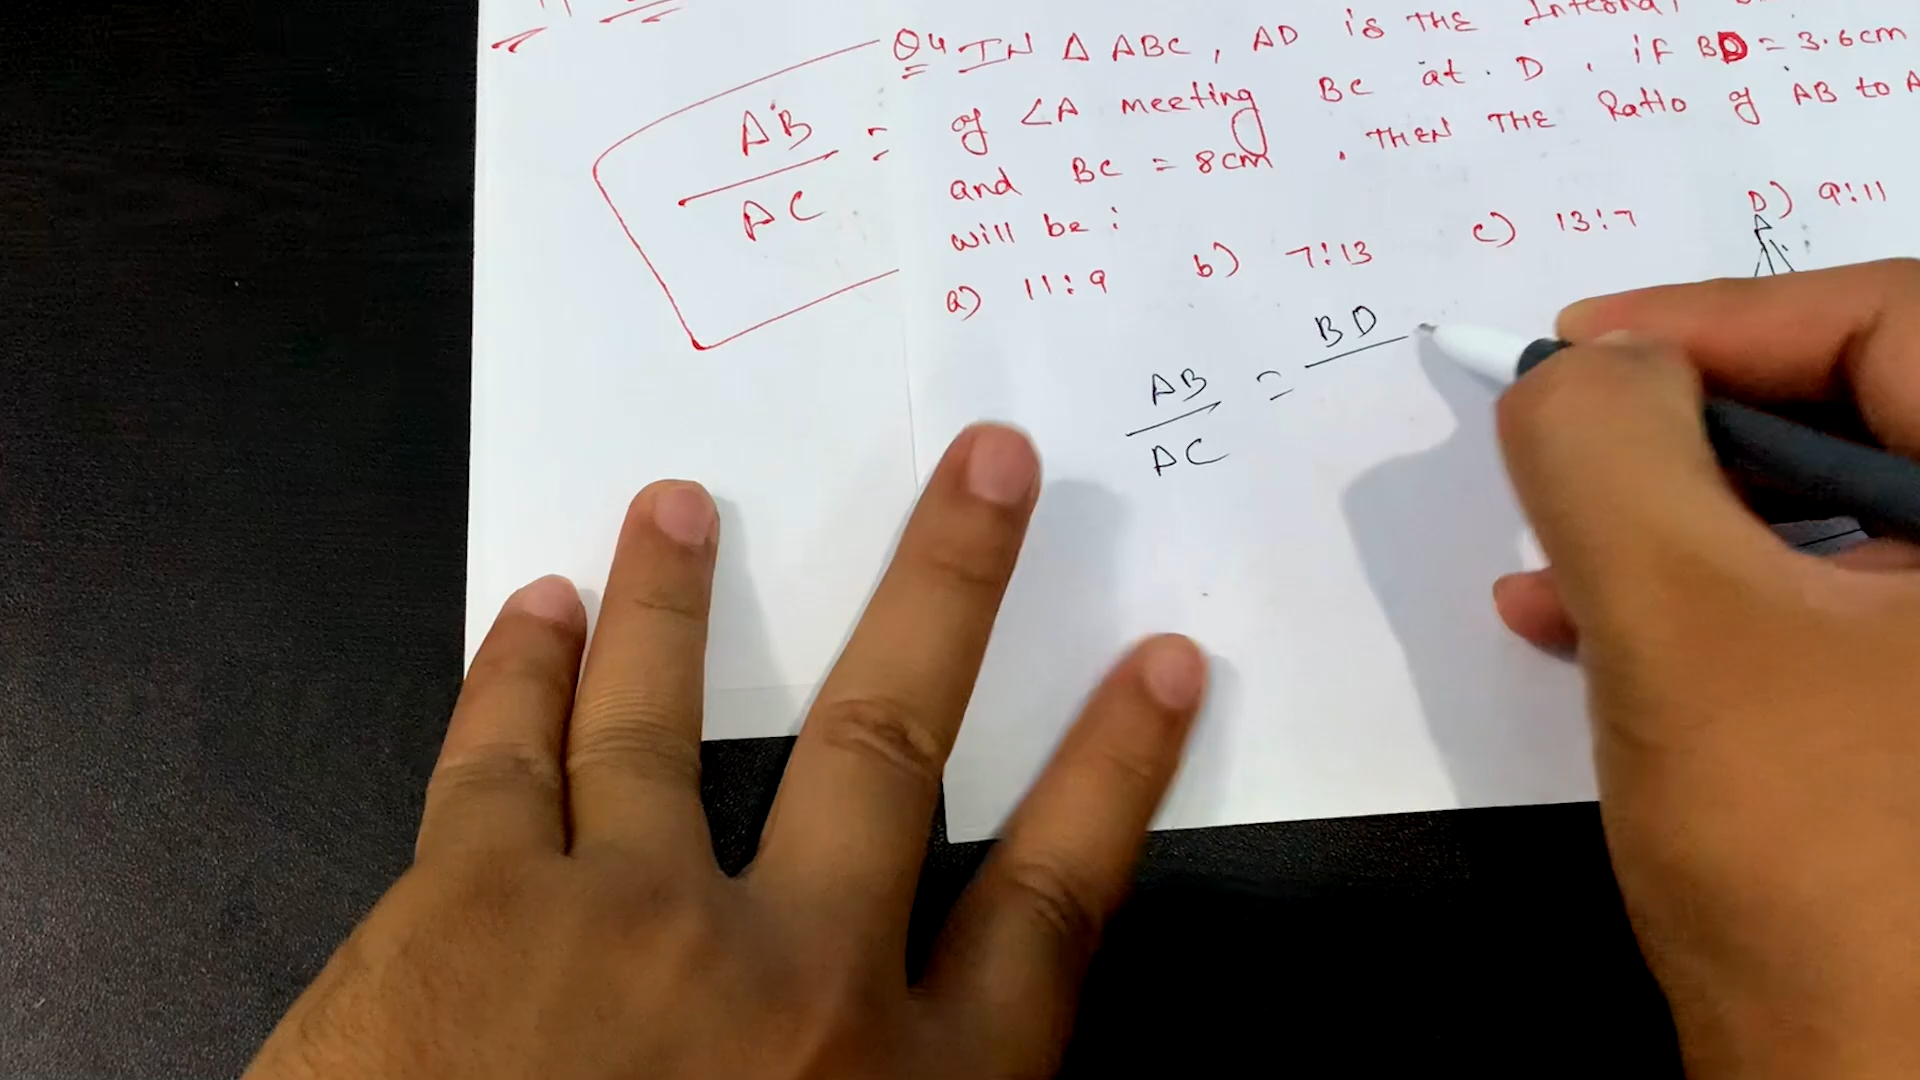 Q4 IN Δ ABC, AD is THE Internal
of ∠A meeting BC at D. if BD = 3.6cm
and BC = 8cm, THEN THE Ratio of AB to
will be:
a) 11:9 b) 7:13 c) 13:7 D) 9:11
A
AB
=
AC
BD
AB
=
AC